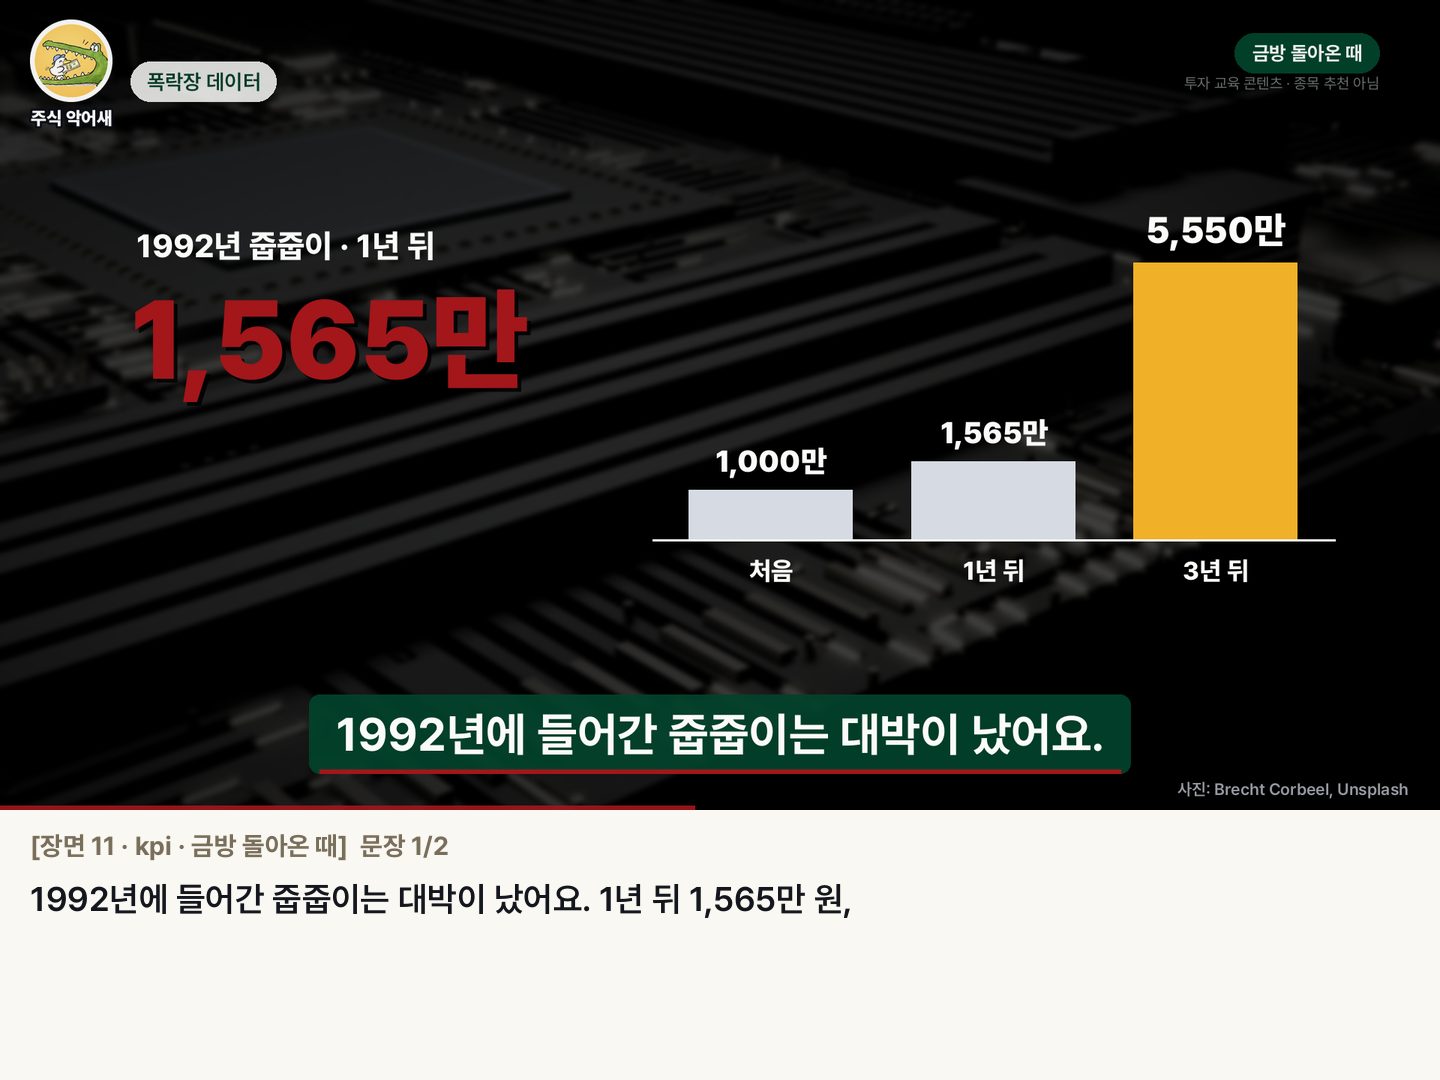 주식 악어새
폭락장 데이터
금방 돌아온 때
투자 교육 콘텐츠 · 종목 추천 아님
1992년 줍줍이 · 1년 뒤
1,565만
1,000만
1,565만
5,550만
처음
1년 뒤
3년 뒤
1992년에 들어간 줍줍이는 대박이 났어요.
사진: Brecht Corbeel, Unsplash
[장면 11 · kpi · 금방 돌아온 때] 문장 1/2
1992년에 들어간 줍줍이는 대박이 났어요. 1년 뒤 1,565만 원,